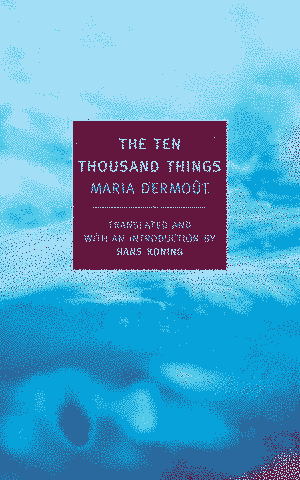 THE TEN
THOUSAND THINGS
MARIA DERMOÛT
TRANSLATED AND
WITH AN INTRODUCTION BY
HANS KONING